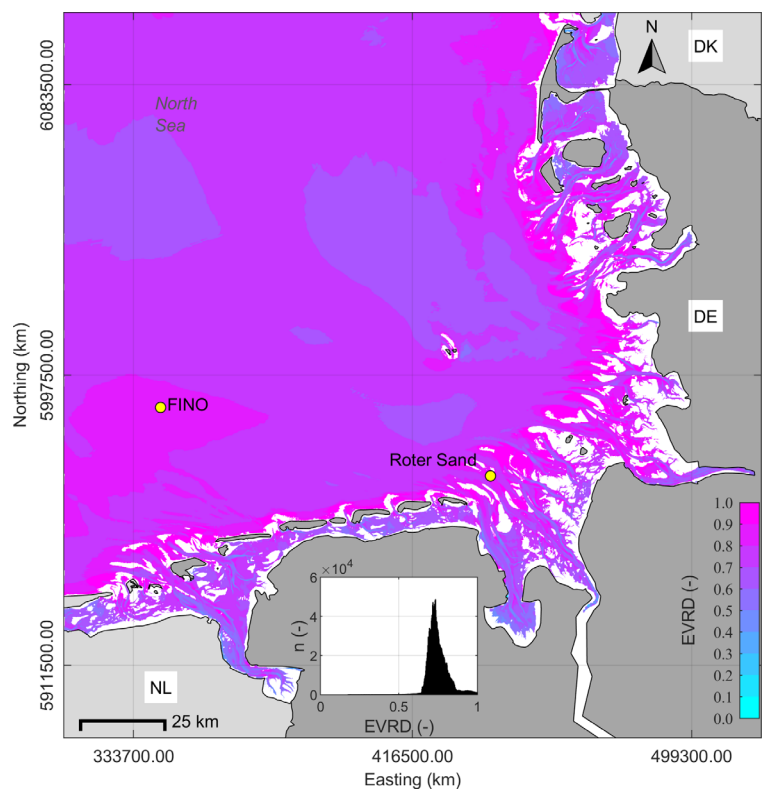 DK
N
6083500.00
North
Sea
Northing (km)
DE
5997500.00
FINO
Roter Sand
1.0
0.9
0.8
0.7
0.6
0.5
0.4
0.3
0.2
0.1
0.0
EVRD (-)
6 ×10⁴
4
2
0
n (-)
0 0.5 1
EVRD (-)
5911500.00
NL
25 km
333700.00 416500.00 499300.00
Easting (km)